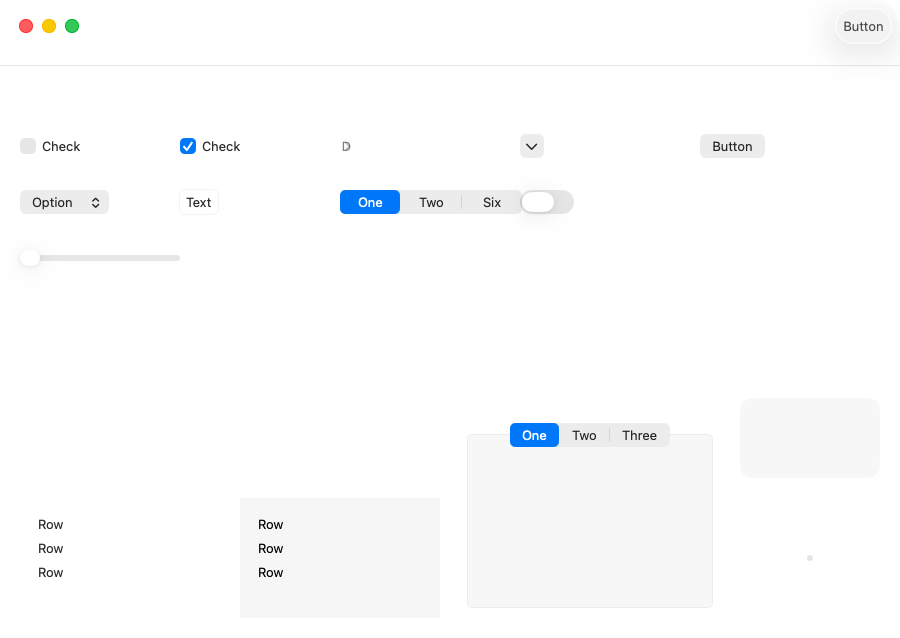 Button
Check
Check
D
Button
Option
Text
One
Two
Six
One
Two
Three
Row
Row
Row
Row
Row
Row